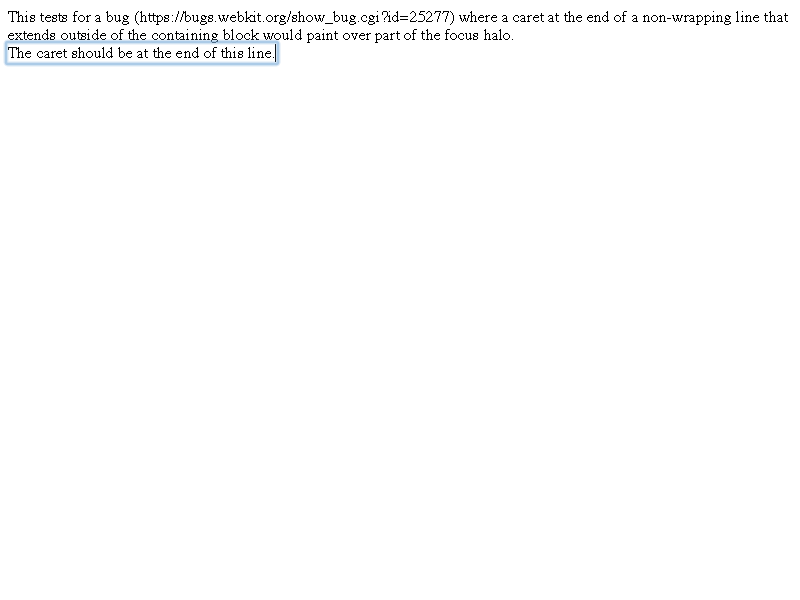 This tests for a bug (https://bugs.webkit.org/show_bug.cgi?id=25277) where a caret at the end of a non-wrapping line that
extends outside of the containing block would paint over part of the focus halo.
The caret should be at the end of this line.